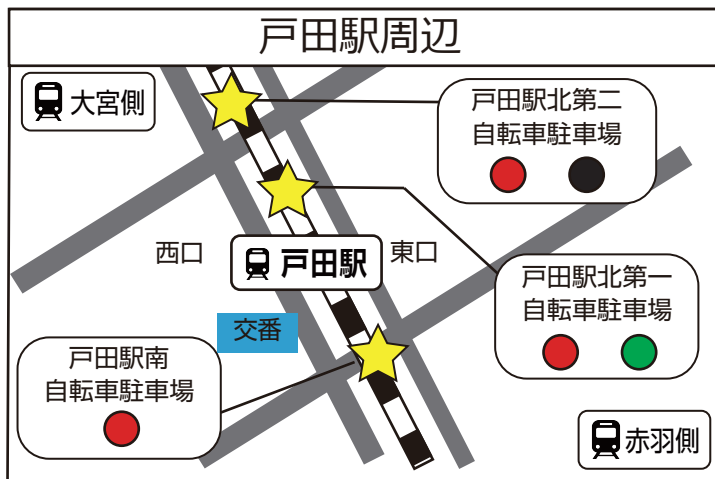 戸田駅周辺
大宮側
戸田駅北第二
自転車駐車場
西口
戸田駅
東口
戸田駅北第一
自転車駐車場
交番
戸田駅南
自転車駐車場
赤羽側